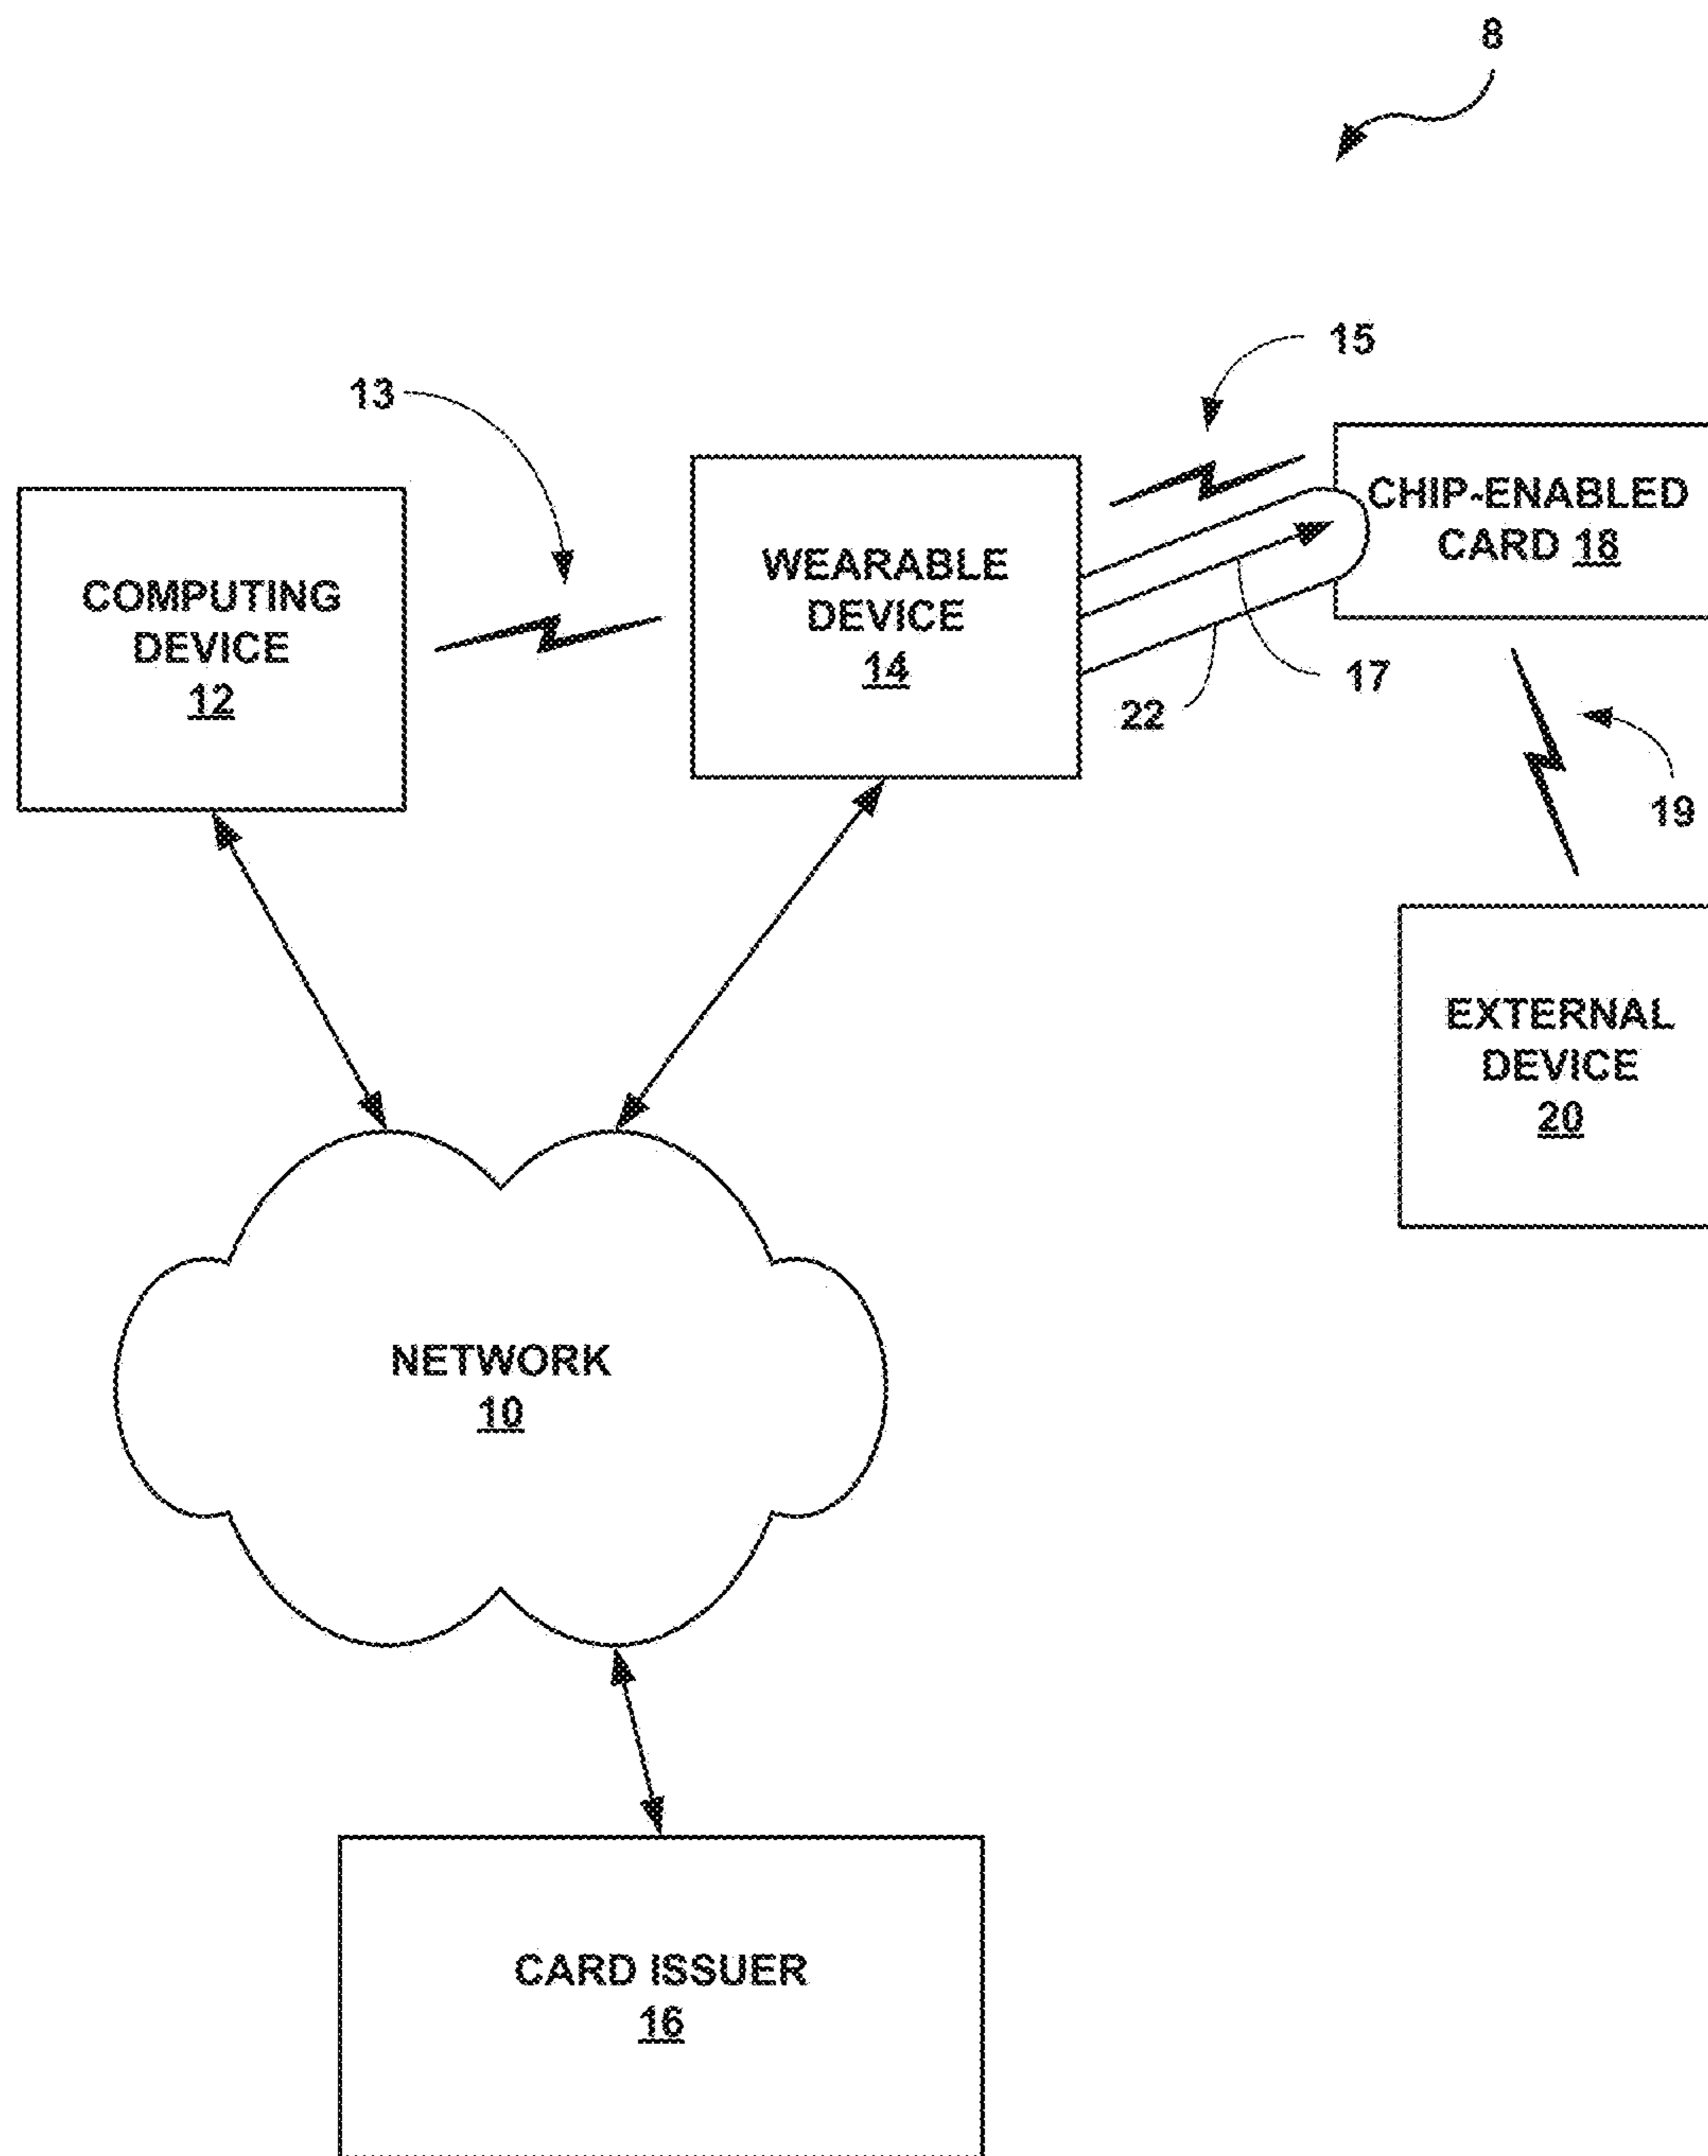 8
15
13
CHIP-ENABLED
CARD 18
WEARABLE
DEVICE
14
COMPUTING
DEVICE
12
17
22
19
EXTERNAL
DEVICE
20
NETWORK
10
CARD ISSUER
16